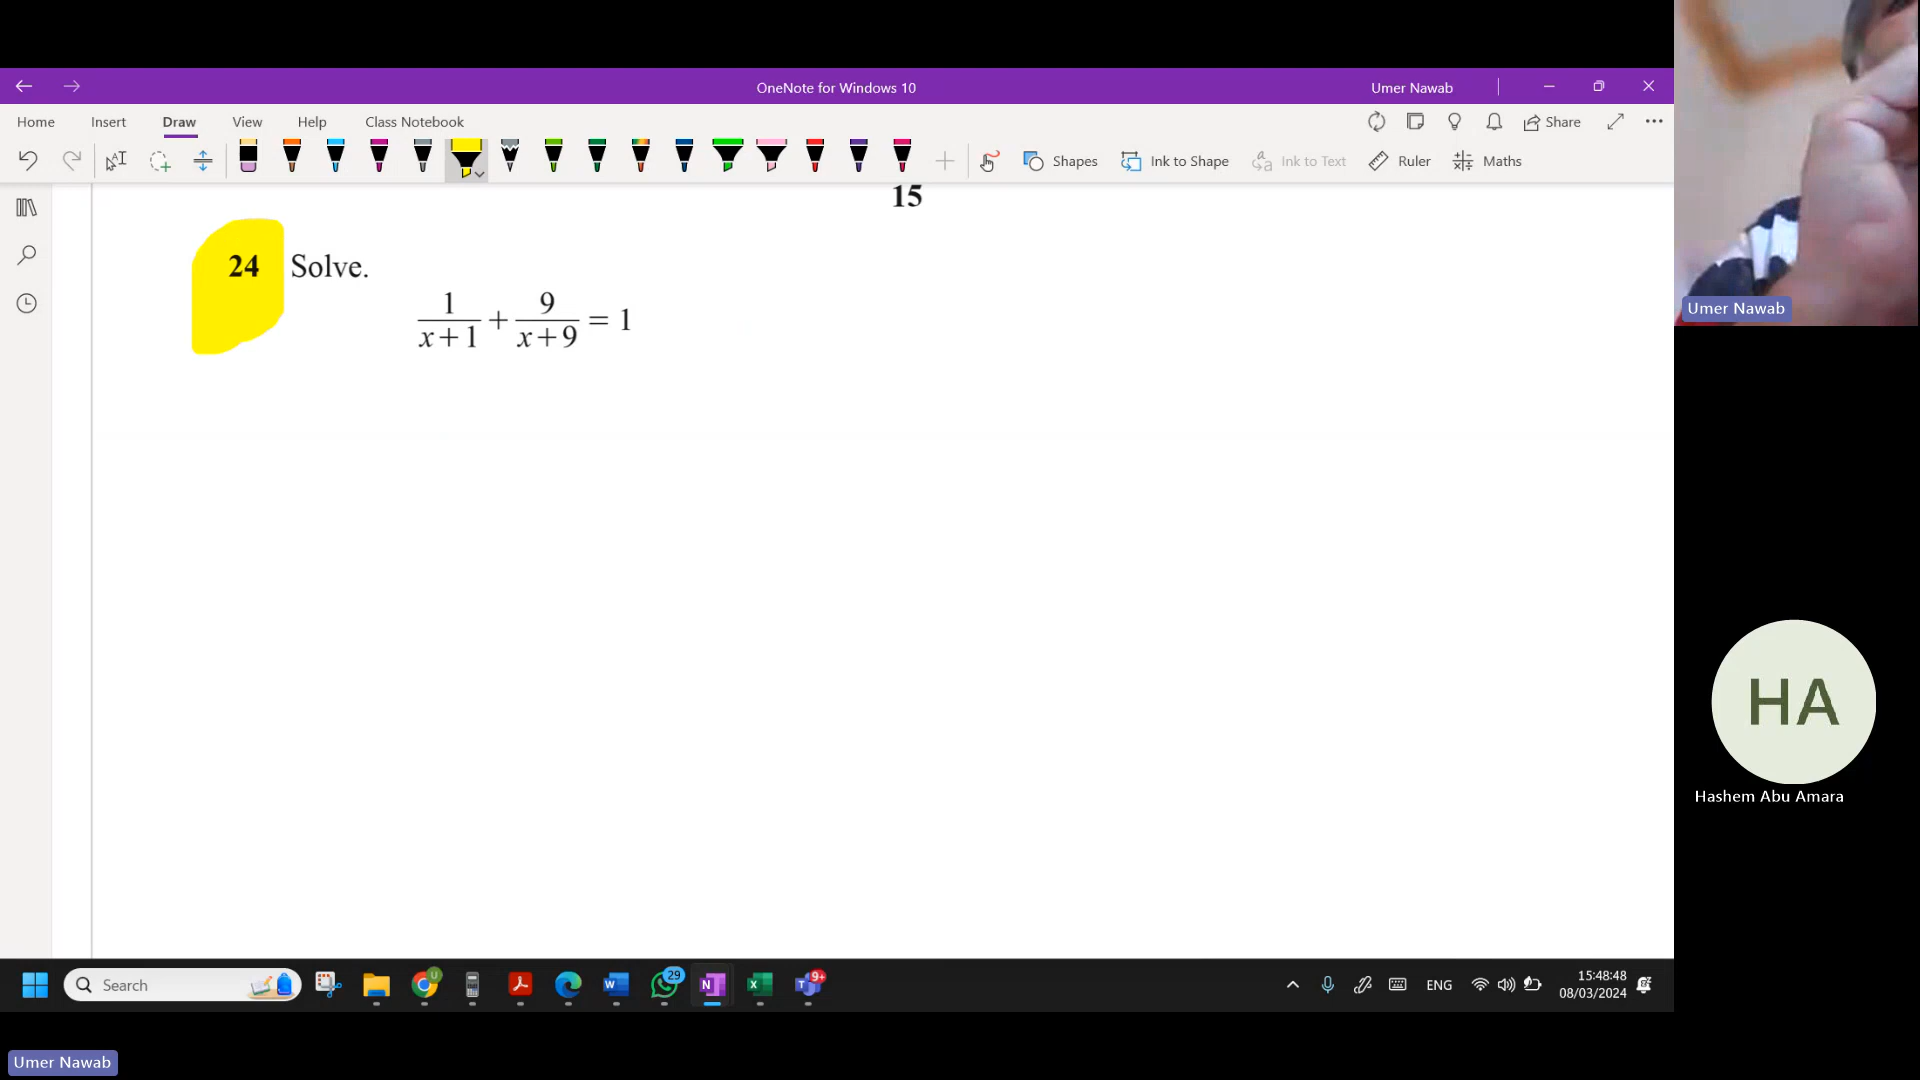 OneNote for Windows 10
Umer Nawab
Home Insert Draw View Help Class Notebook
Share
Shapes Ink to Shape Ink to Text Ruler Maths
15
24 Solve.
1/(x+1) + 9/(x+9) = 1
Umer Nawab
HA
Hashem Abu Amara
Search
29
9+
ENG
15:48:48
08/03/2024
Umer Nawab